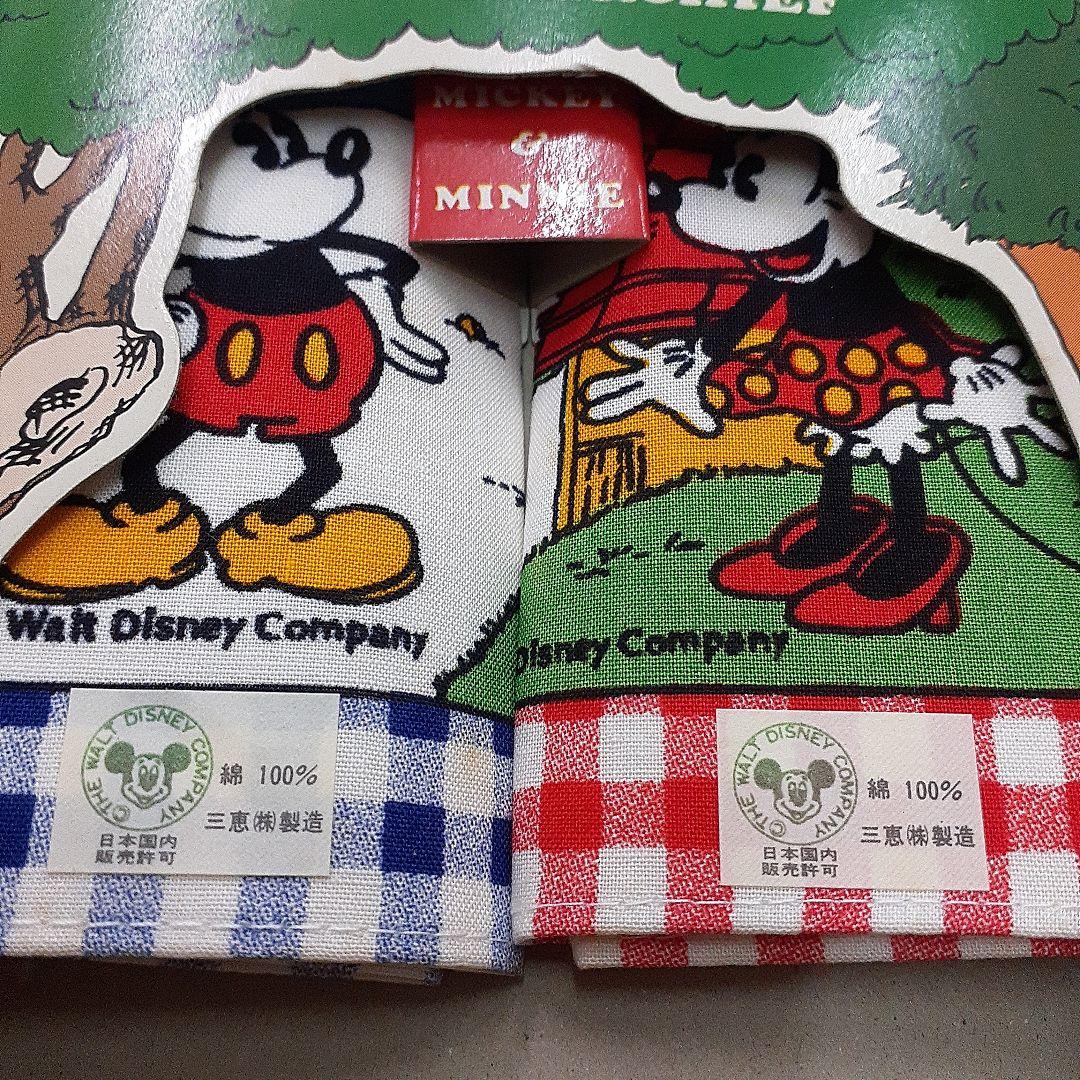 MICKEY
&
MINNIE
Walt Disney Company
Disney Company
©THE WALT DISNEY COMPANY
綿 100%
三恵㈱製造
日本国内
販売許可
©THE WALT DISNEY COMPANY
綿 100%
三恵㈱製造
日本国内
販売許可